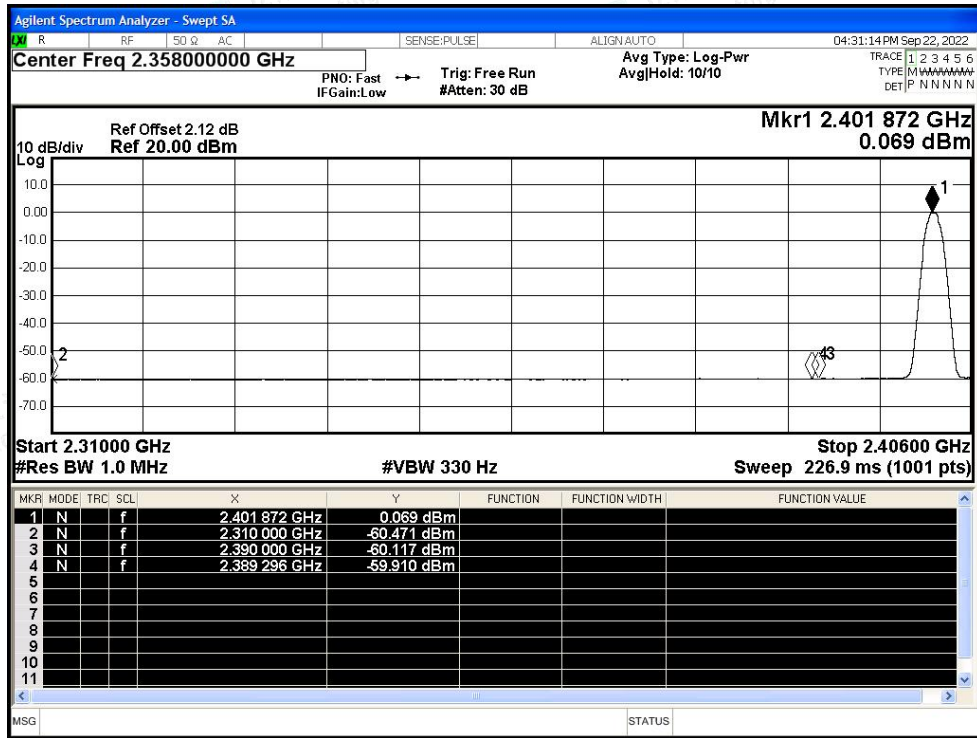 Agilent Spectrum Analyzer - Swept SA
LXI R RF 50 Ω AC SENSE:PULSE ALIGN AUTO 04:31:14 PM Sep 22, 2022
Center Freq 2.358000000 GHz
PNO: Fast Trig: Free Run
IFGain:Low #Atten: 30 dB
Avg Type: Log-Pwr
Avg|Hold: 10/10
TRACE 1 2 3 4 5 6
TYPE M WWWWW
DET P N N N N N
Ref Offset 2.12 dB
10 dB/div Ref 20.00 dBm
Log
Mkr1 2.401 872 GHz
0.069 dBm
10.0
0.00
-10.0
-20.0
-30.0
-40.0
-50.0
-60.0
-70.0
1
2
4 3
Start 2.31000 GHz Stop 2.40600 GHz
#Res BW 1.0 MHz #VBW 330 Hz Sweep 226.9 ms (1001 pts)
MKR MODE TRC SCL X Y FUNCTION FUNCTION WIDTH FUNCTION VALUE
1 N f 2.401 872 GHz 0.069 dBm
2 N f 2.310 000 GHz -60.471 dBm
3 N f 2.390 000 GHz -60.117 dBm
4 N f 2.389 296 GHz -59.910 dBm
5
6
7
8
9
10
11
MSG STATUS